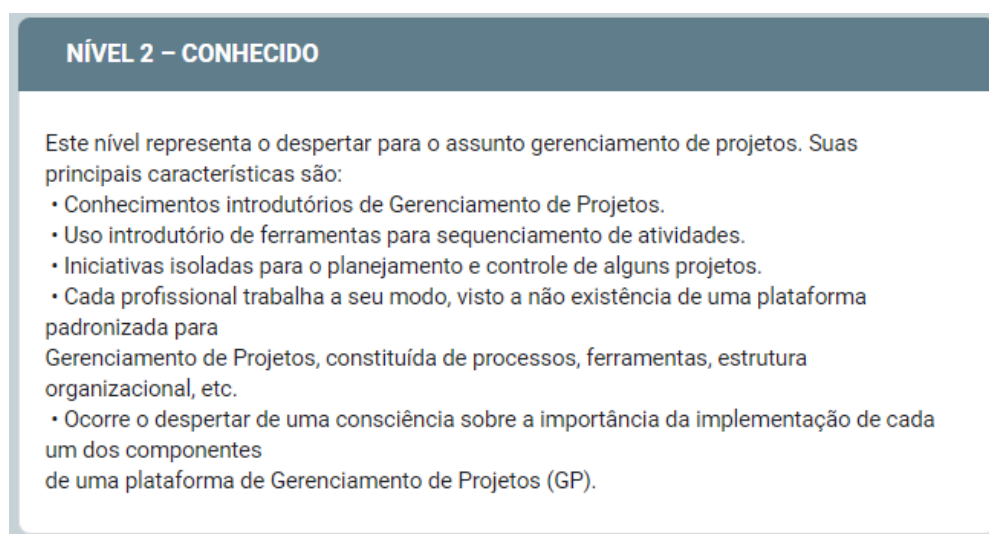 NÍVEL 2 – CONHECIDO
Este nível representa o despertar para o assunto gerenciamento de projetos. Suas
principais características são:
• Conhecimentos introdutórios de Gerenciamento de Projetos.
• Uso introdutório de ferramentas para sequenciamento de atividades.
• Iniciativas isoladas para o planejamento e controle de alguns projetos.
• Cada profissional trabalha a seu modo, visto a não existência de uma plataforma
padronizada para
Gerenciamento de Projetos, constituída de processos, ferramentas, estrutura
organizacional, etc.
• Ocorre o despertar de uma consciência sobre a importância da implementação de cada
um dos componentes
de uma plataforma de Gerenciamento de Projetos (GP).